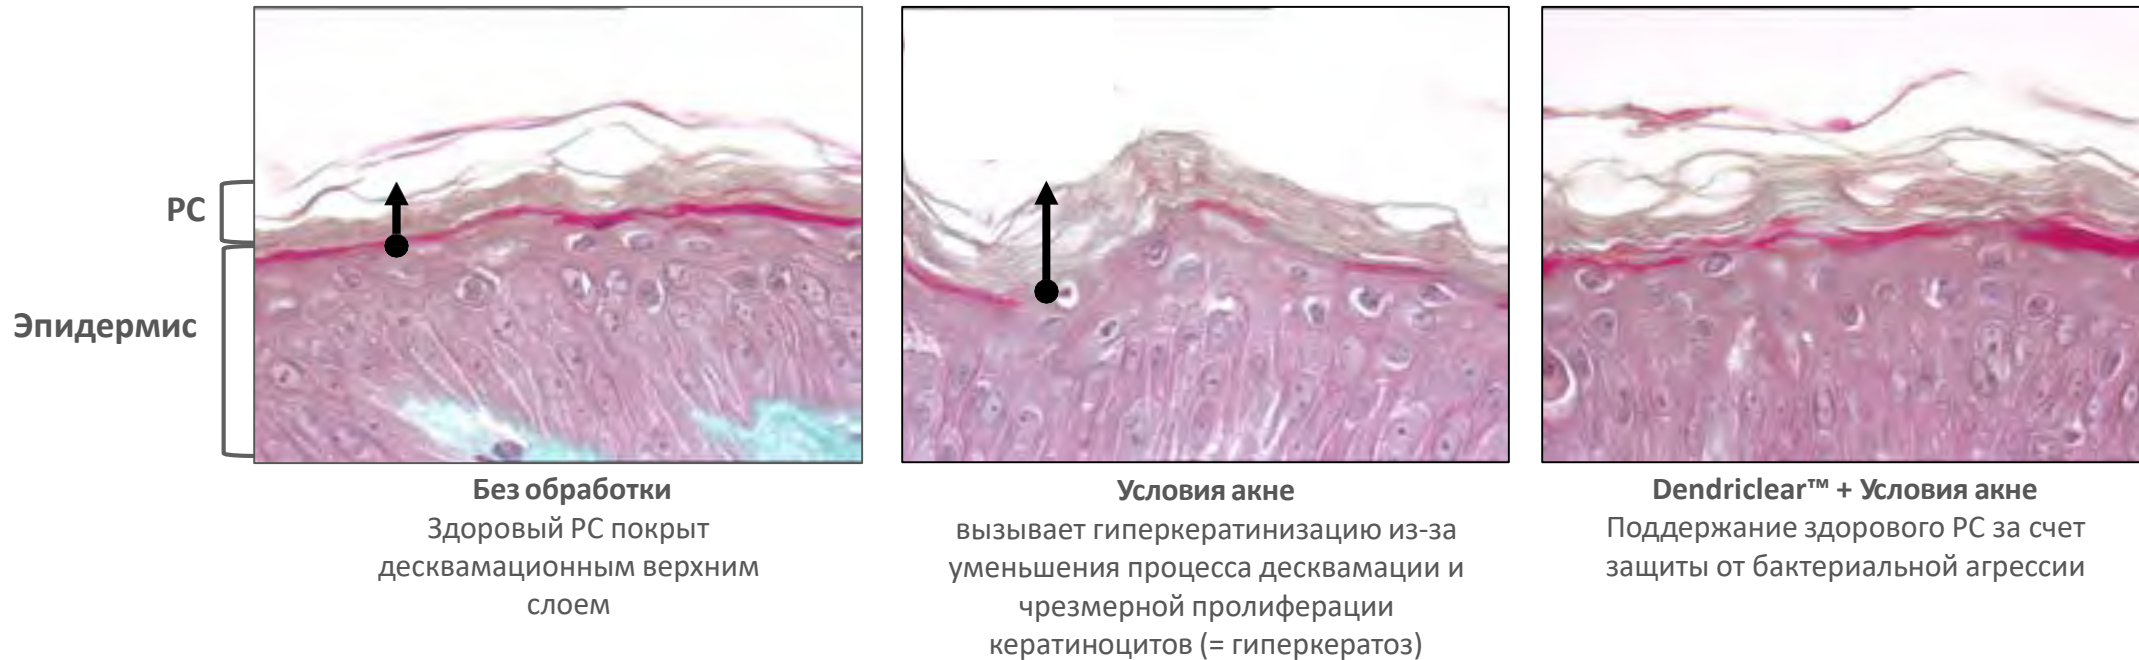 РС
Эпидермис
Без обработки
Здоровый РС покрыт
десквамационным верхним
слоем
Условия акне
вызывает гиперкератинизацию из-за
уменьшения процесса десквамации и
чрезмерной пролиферации
кератиноцитов (= гиперкератоз)
Dendriclear™ + Условия акне
Поддержание здорового РС за счет
защиты от бактериальной агрессии